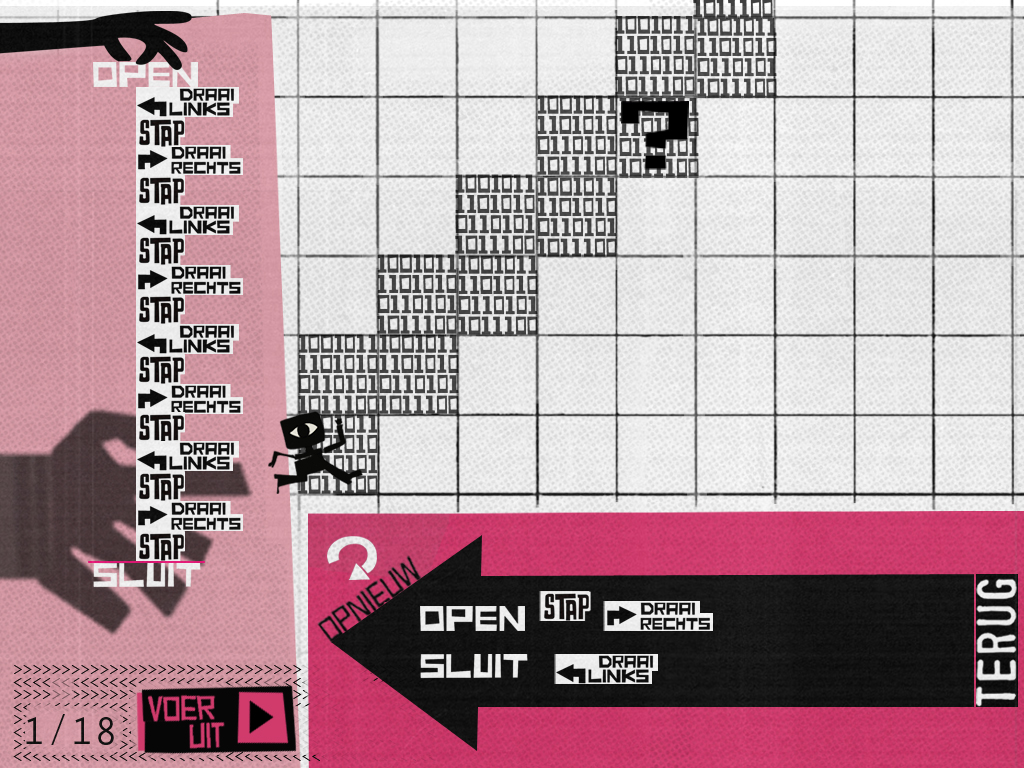 OPEN
DRAAI
LINKS
STAP
DRAAI
RECHTS
STAP
DRAAI
LINKS
STAP
DRAAI
RECHTS
STAP
DRAAI
LINKS
STAP
DRAAI
RECHTS
STAP
DRAAI
LINKS
STAP
DRAAI
RECHTS
STAP
SLUIT
?
OPNIEUW
OPEN STAP DRAAI
RECHTS
SLUIT DRAAI
LINKS
TERUG
1/18
VOER
UIT